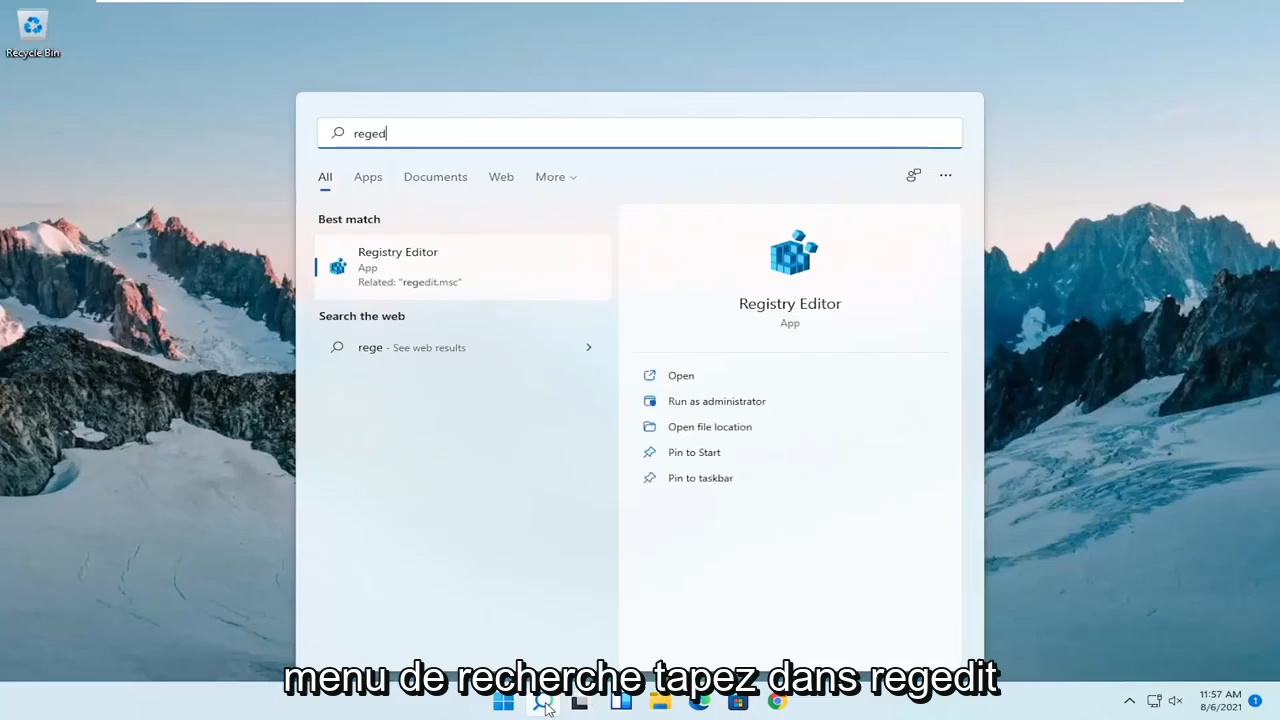 Recycle Bin
reged
All Apps Documents Web More
Best match
Registry Editor
App
Related: "regedit.msc"
Search the web
rege - See web results
Registry Editor
App
Open
Run as administrator
Open file location
Pin to Start
Pin to taskbar
menu de recherche tapez dans regedit
11:57 AM
8/6/2021
1